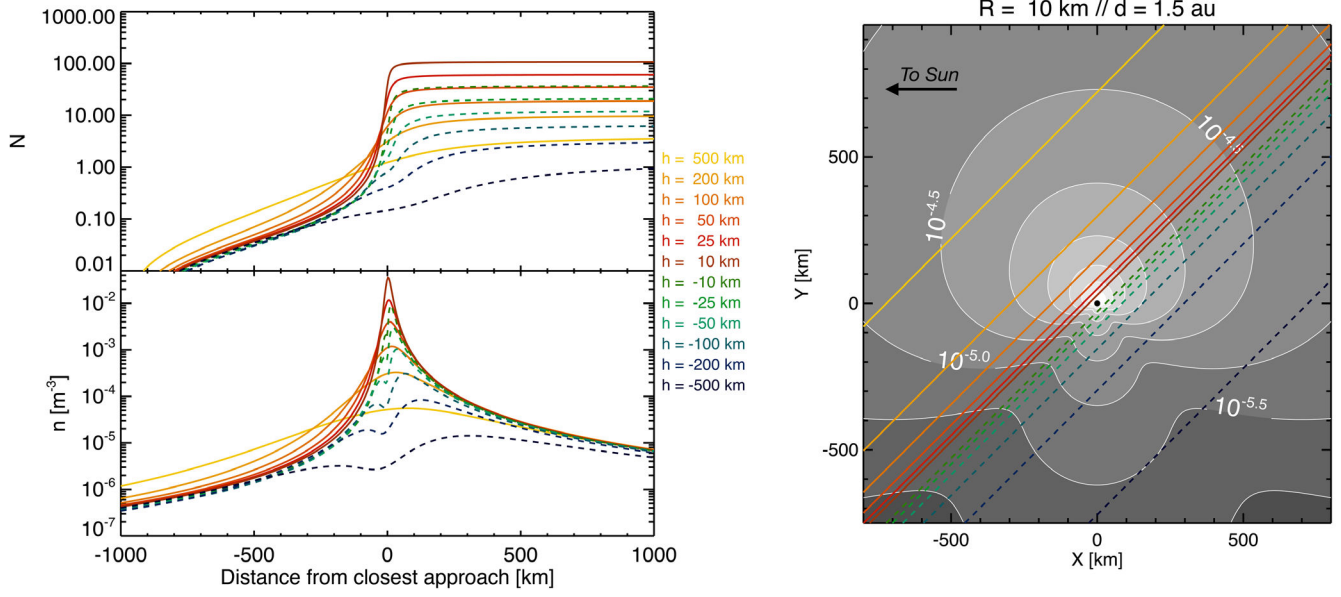 1000.00
100.00
10.00
1.00
0.10
0.01
N
10⁻²
10⁻³
10⁻⁴
10⁻⁵
10⁻⁶
10⁻⁷
n [m⁻³]
-1000
-500
0
500
1000
Distance from closest approach [km]
h = 500 km
h = 200 km
h = 100 km
h = 50 km
h = 25 km
h = 10 km
h = -10 km
h = -25 km
h = -50 km
h = -100 km
h = -200 km
h = -500 km
R = 10 km // d = 1.5 au
To Sun
10⁻⁴·⁵
10⁻⁴·⁵
10⁻⁵·⁰
10⁻⁵·⁵
500
0
-500
Y [km]
-500
0
500
X [km]